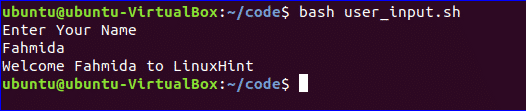 ubuntu@ubuntu-VirtualBox:~/code$ bash user_input.sh
Enter Your Name
Fahmida
Welcome Fahmida to LinuxHint
ubuntu@ubuntu-VirtualBox:~/code$